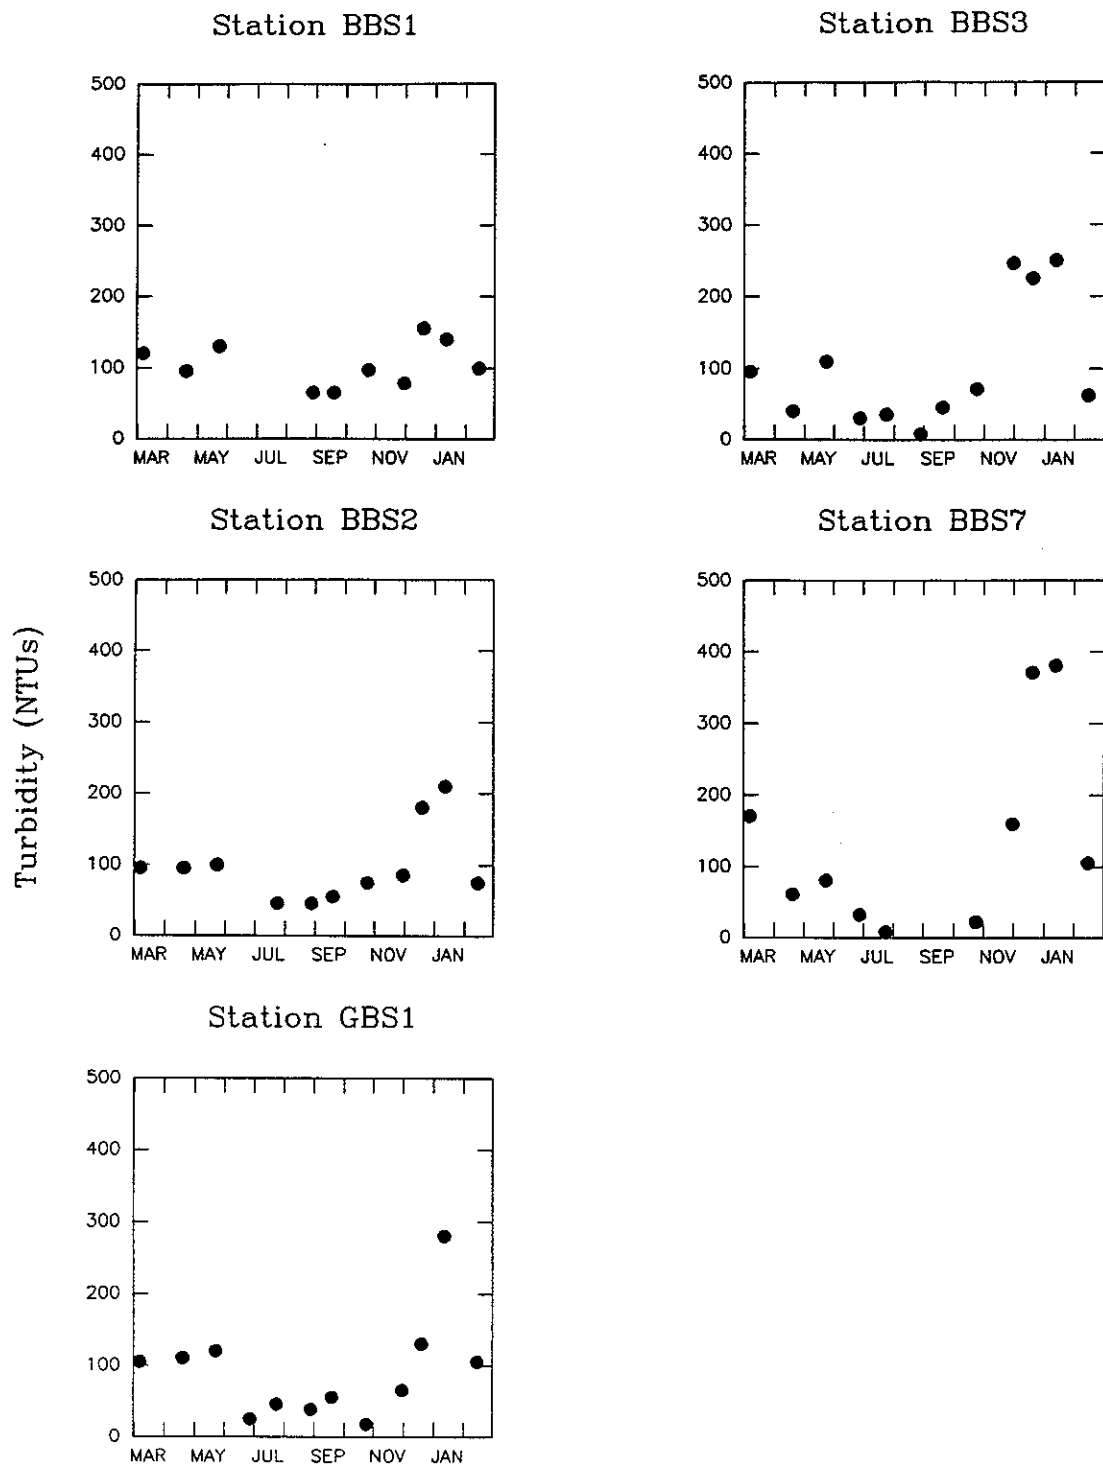 Station BBS1
500
400
300
200
100
0
MAR MAY JUL SEP NOV JAN
Station BBS3
500
400
300
200
100
0
MAR MAY JUL SEP NOV JAN
Turbidity (NTUs)
Station BBS2
500
400
300
200
100
0
MAR MAY JUL SEP NOV JAN
Station BBS7
500
400
300
200
100
0
MAR MAY JUL SEP NOV JAN
Station GBS1
500
400
300
200
100
0
MAR MAY JUL SEP NOV JAN